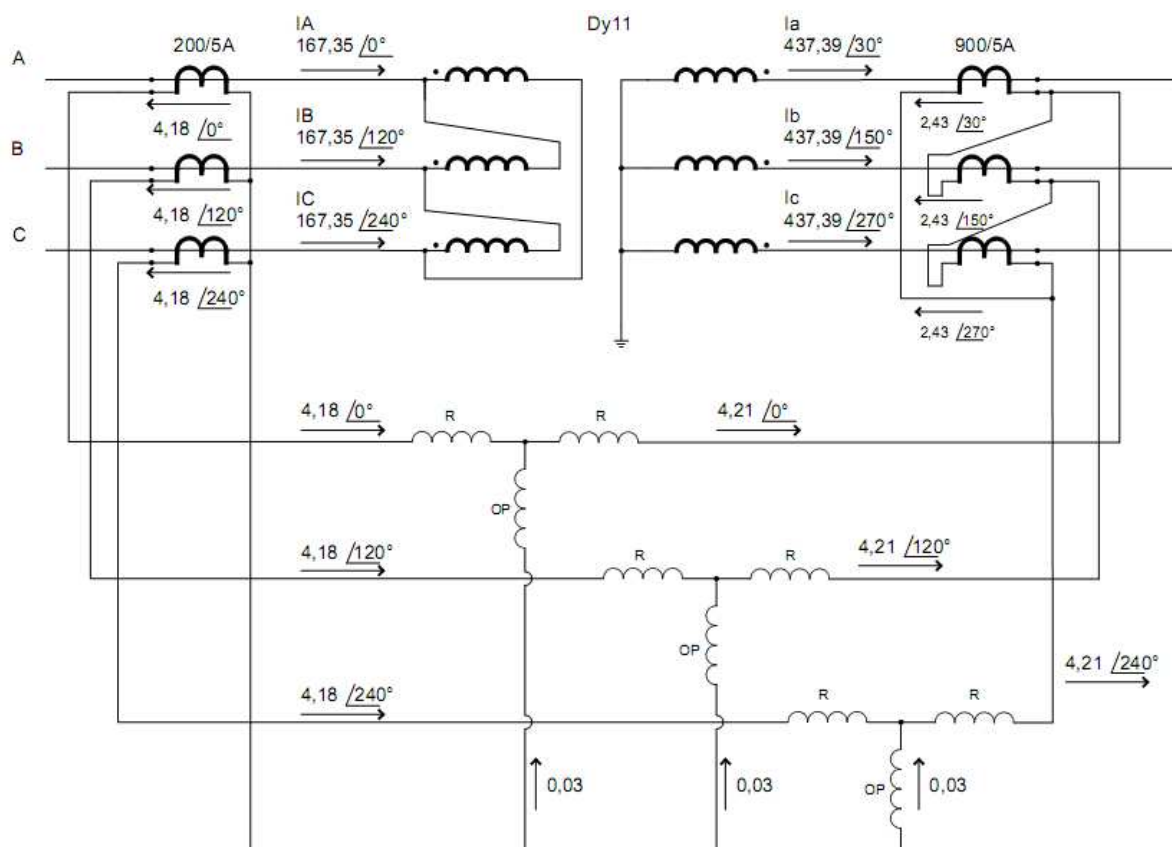 IA Dy11 Ia
200/5A 167,35 /0° 437,39 /30° 900/5A
A
4,18 /0° IB Ib 2,43 /30°
B 167,35 /120° 437,39 /150°
4,18 /120° IC Ic 2,43 /150°
C 167,35 /240° 437,39 /270°
4,18 /240°
2,43 /270°
4,18 /0° R R 4,21 /0°
OP
4,18 /120° R R 4,21 /120°
OP
4,21 /240°
4,18 /240° R R
0,03 0,03 OP 0,03